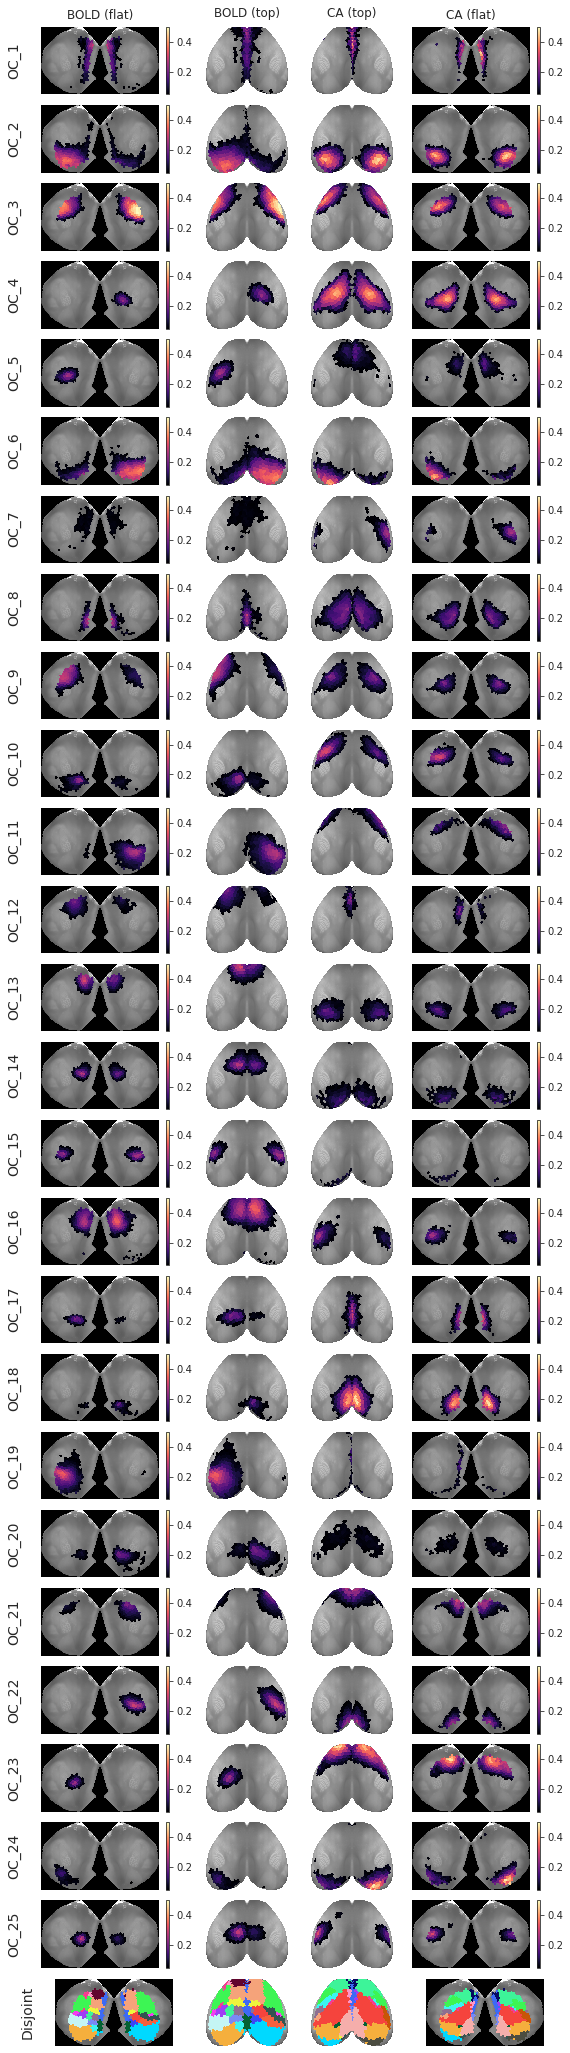 BOLD (flat) BOLD (top) CA (top) CA (flat)
OC_1 0.4 0.2 0.4 0.2
OC_2 0.4 0.2 0.4 0.2
OC_3 0.4 0.2 0.4 0.2
OC_4 0.4 0.2 0.4 0.2
OC_5 0.4 0.2 0.4 0.2
OC_6 0.4 0.2 0.4 0.2
OC_7 0.4 0.2 0.4 0.2
OC_8 0.4 0.2 0.4 0.2
OC_9 0.4 0.2 0.4 0.2
OC_10 0.4 0.2 0.4 0.2
OC_11 0.4 0.2 0.4 0.2
OC_12 0.4 0.2 0.4 0.2
OC_13 0.4 0.2 0.4 0.2
OC_14 0.4 0.2 0.4 0.2
OC_15 0.4 0.2 0.4 0.2
OC_16 0.4 0.2 0.4 0.2
OC_17 0.4 0.2 0.4 0.2
OC_18 0.4 0.2 0.4 0.2
OC_19 0.4 0.2 0.4 0.2
OC_20 0.4 0.2 0.4 0.2
OC_21 0.4 0.2 0.4 0.2
OC_22 0.4 0.2 0.4 0.2
OC_23 0.4 0.2 0.4 0.2
OC_24 0.4 0.2 0.4 0.2
OC_25 0.4 0.2 0.4 0.2
Disjoint